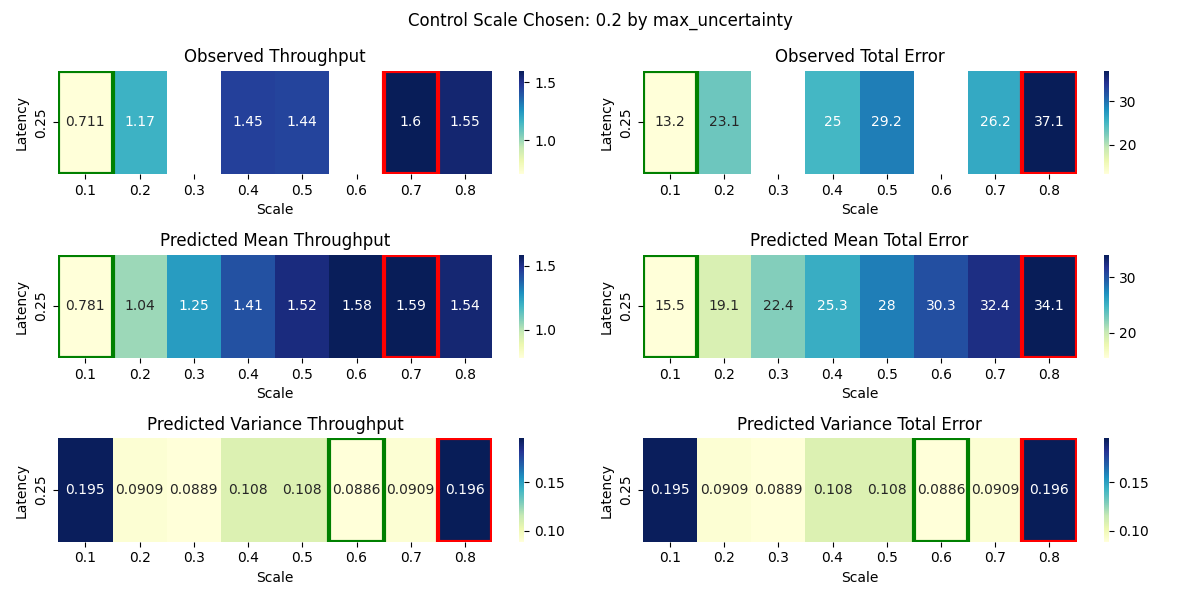 Control Scale Chosen: 0.2 by max_uncertainty
Observed Throughput
Latency
0.25
0.711 1.17 1.45 1.44 1.6 1.55
0.1 0.2 0.3 0.4 0.5 0.6 0.7 0.8
Scale
1.5
1.0
Observed Total Error
Latency
0.25
13.2 23.1 25 29.2 26.2 37.1
0.1 0.2 0.3 0.4 0.5 0.6 0.7 0.8
Scale
30
20
Predicted Mean Throughput
Latency
0.25
0.781 1.04 1.25 1.41 1.52 1.58 1.59 1.54
0.1 0.2 0.3 0.4 0.5 0.6 0.7 0.8
Scale
1.5
1.0
Predicted Mean Total Error
Latency
0.25
15.5 19.1 22.4 25.3 28 30.3 32.4 34.1
0.1 0.2 0.3 0.4 0.5 0.6 0.7 0.8
Scale
30
20
Predicted Variance Throughput
Latency
0.25
0.195 0.0909 0.0889 0.108 0.108 0.0886 0.0909 0.196
0.1 0.2 0.3 0.4 0.5 0.6 0.7 0.8
Scale
0.15
0.10
Predicted Variance Total Error
Latency
0.25
0.195 0.0909 0.0889 0.108 0.108 0.0886 0.0909 0.196
0.1 0.2 0.3 0.4 0.5 0.6 0.7 0.8
Scale
0.15
0.10